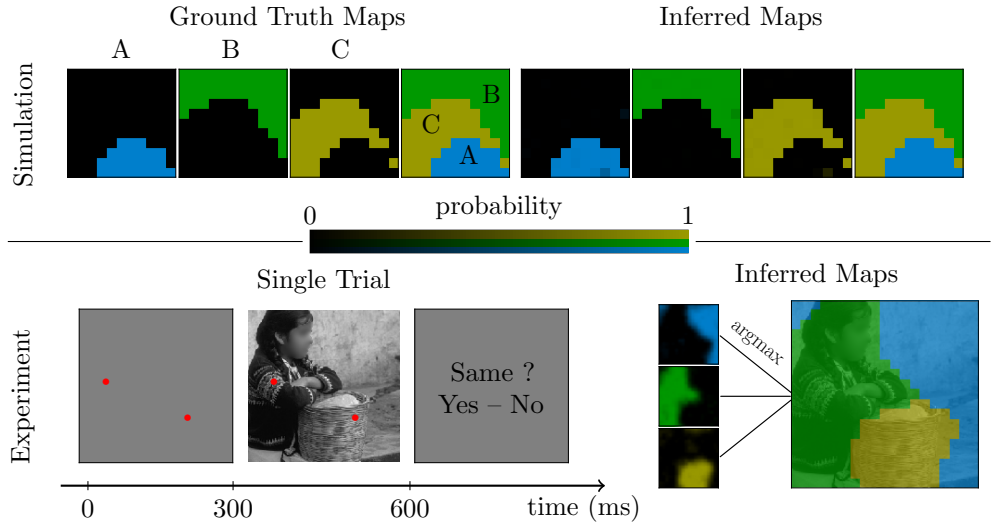 Ground Truth Maps
Inferred Maps
A
B
C
Simulation
B
C
A
probability
0
1
Single Trial
Inferred Maps
Experiment
Same ?
Yes – No
argmax
0
300
600
time (ms)